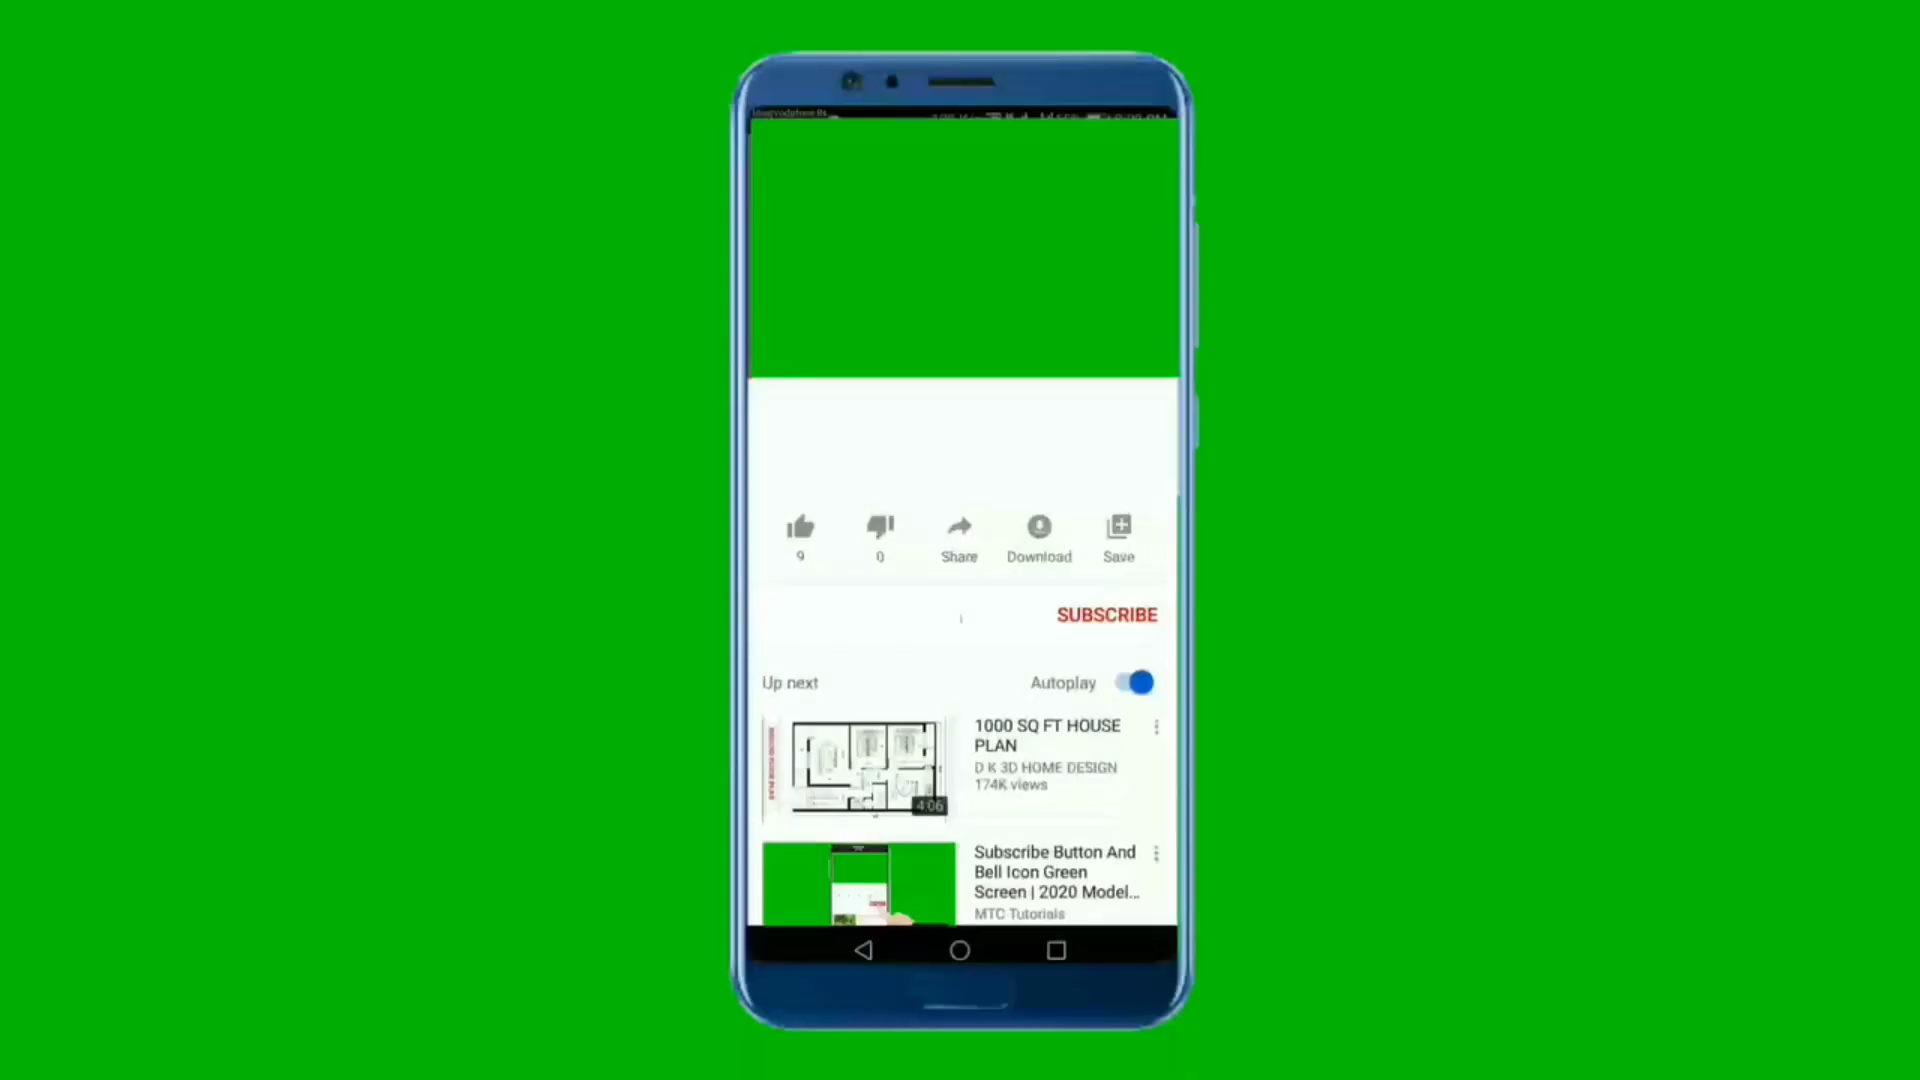 9
0
Share
Download
Save
SUBSCRIBE
Up next
Autoplay
1000 SQ FT HOUSE
PLAN
D K 3D HOME DESIGN
174K views
4:06
Subscribe Button And
Bell Icon Green
Screen | 2020 Model...
MTC Tutorials